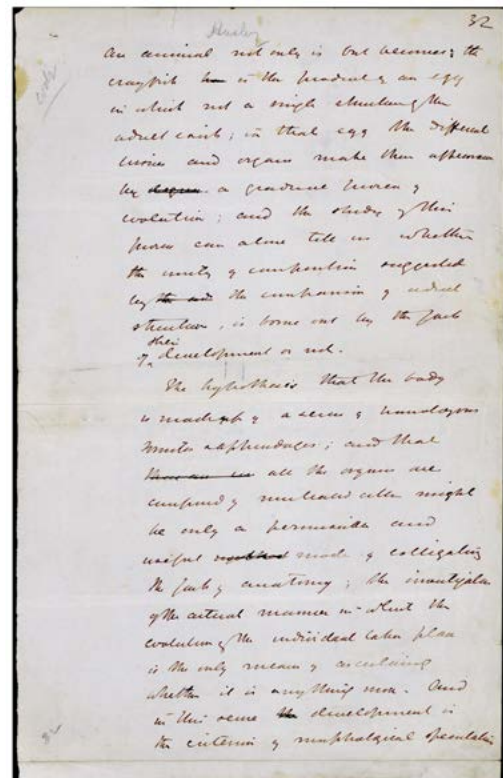 32
Huxley
An animal not only is but becomes; the
crayfish is the product of an egg
in which not a single structure of the
adult exists; in that egg the different
tissues and organs make their appearance
by a gradual process of
evolution; and the study of this
process can alone tell us whether
the unity of composition suggested
by the comparison of adult
structure, is borne out by the facts
of their development or not.
The hypothesis that the body
is made up of a series of homologous
somites & appendages; and that
all the organs are
composed of nucleated cells might
be only a permissible and
useful mode of colligating
the facts of anatomy; the investigation
of the actual manner in which the
evolution of the individual takes place
is the only means of ascertaining
whether it is anything more. And
in this sense development is
the criterion of morphological speculation